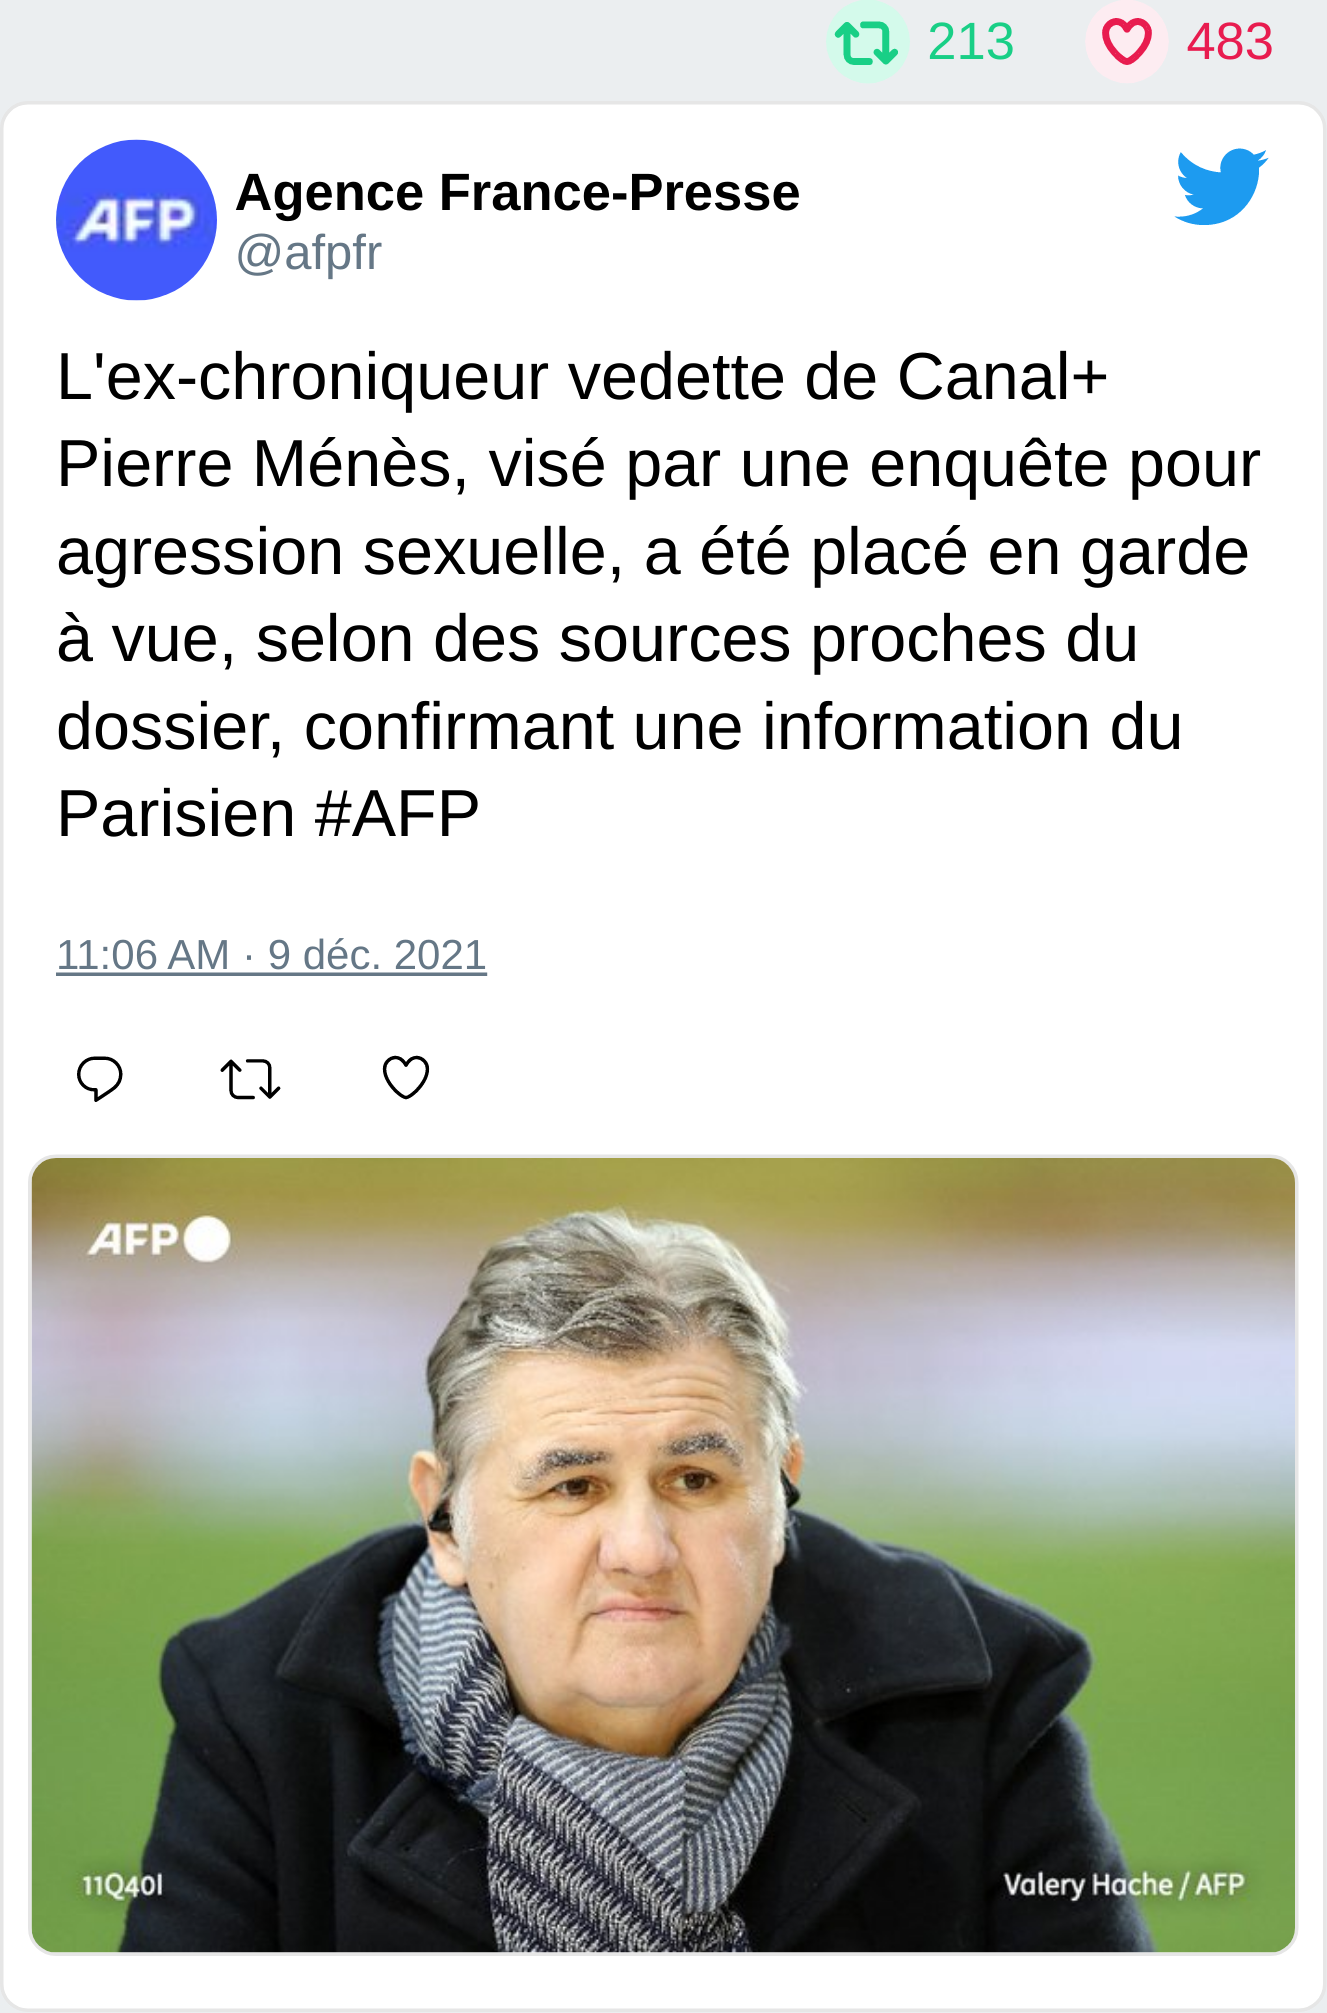 213 483
AFP
Agence France-Presse
@afpfr
L'ex-chroniqueur vedette de Canal+
Pierre Ménès, visé par une enquête pour
agression sexuelle, a été placé en garde
à vue, selon des sources proches du
dossier, confirmant une information du
Parisien #AFP
11:06 AM · 9 déc. 2021
AFP
11Q40I
Valery Hache / AFP